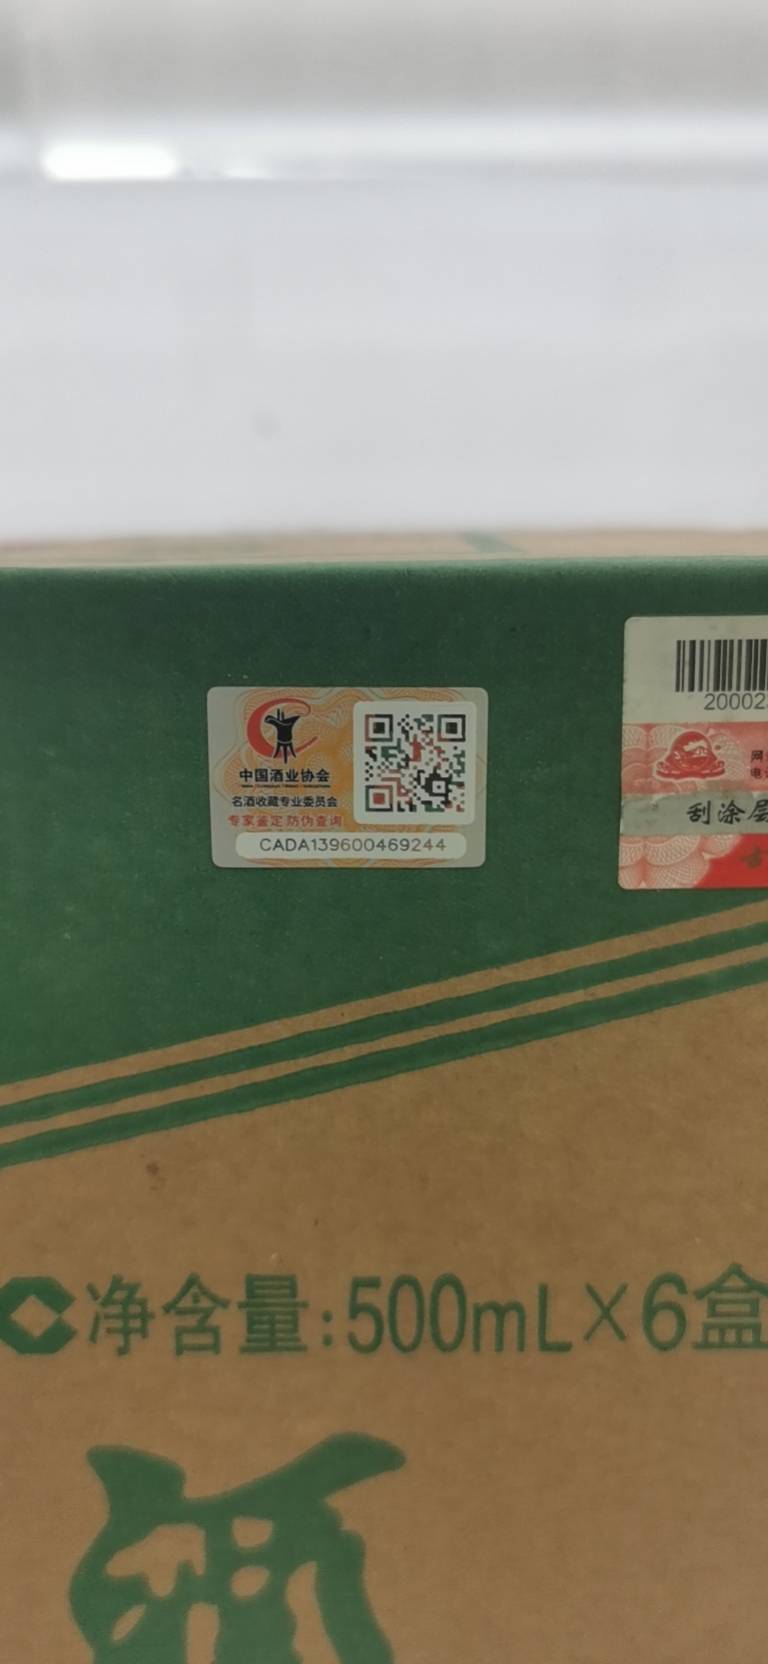 中国酒业协会
名酒收藏专业委员会
专家鉴定 防伪查询
CADA139600469244
20002
刮涂层
净含量:500mL×6盒
酒